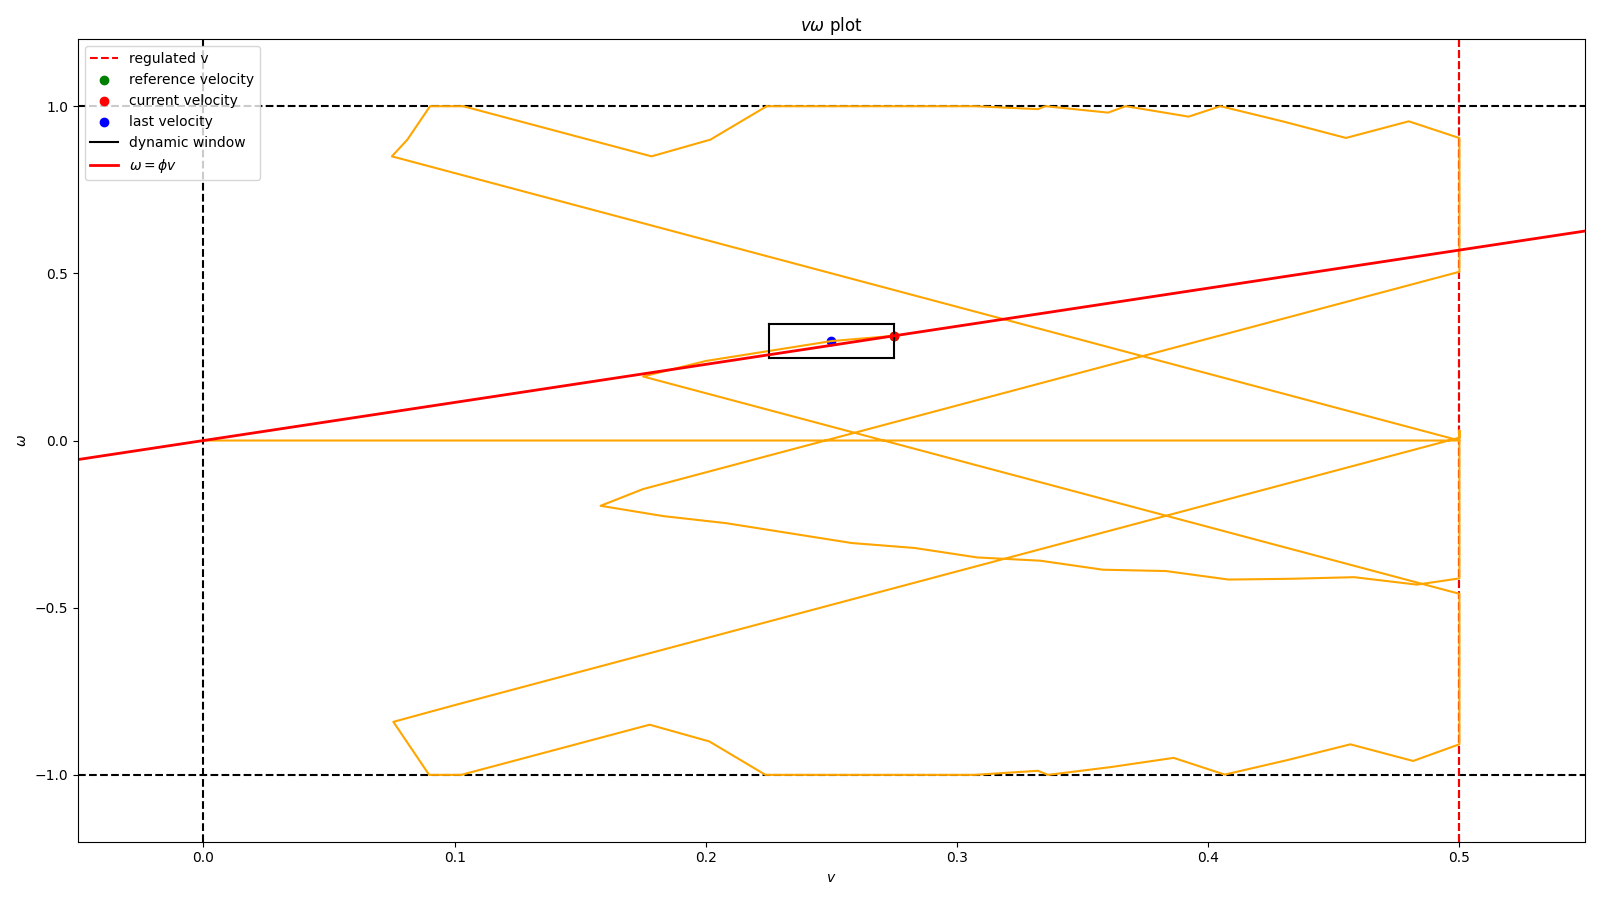 vω plot
regulated v
reference velocity
current velocity
last velocity
dynamic window
ω = ϕv
1.0
0.5
0.0
−0.5
−1.0
ω
0.0 0.1 0.2 0.3 0.4 0.5
v